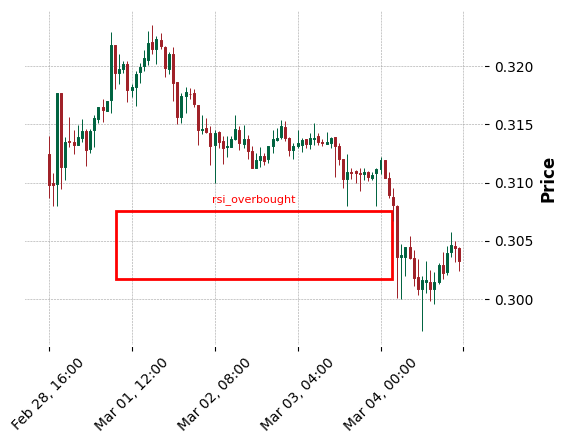 0.320
0.315
0.310
0.305
0.300
Price
rsi_overbought
Feb 28, 16:00
Mar 01, 12:00
Mar 02, 08:00
Mar 03, 04:00
Mar 04, 00:00